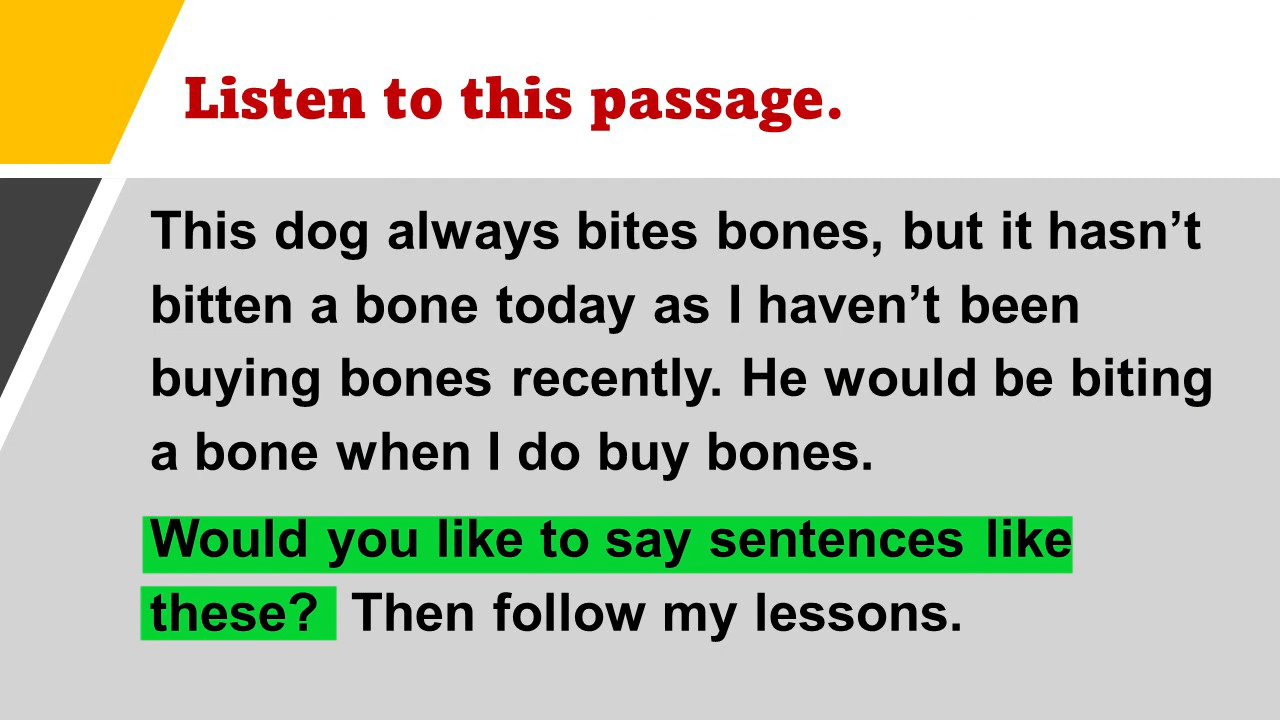 Listen to this passage.
This dog always bites bones, but it hasn’t
bitten a bone today as I haven’t been
buying bones recently. He would be biting
a bone when I do buy bones.
Would you like to say sentences like
these? Then follow my lessons.